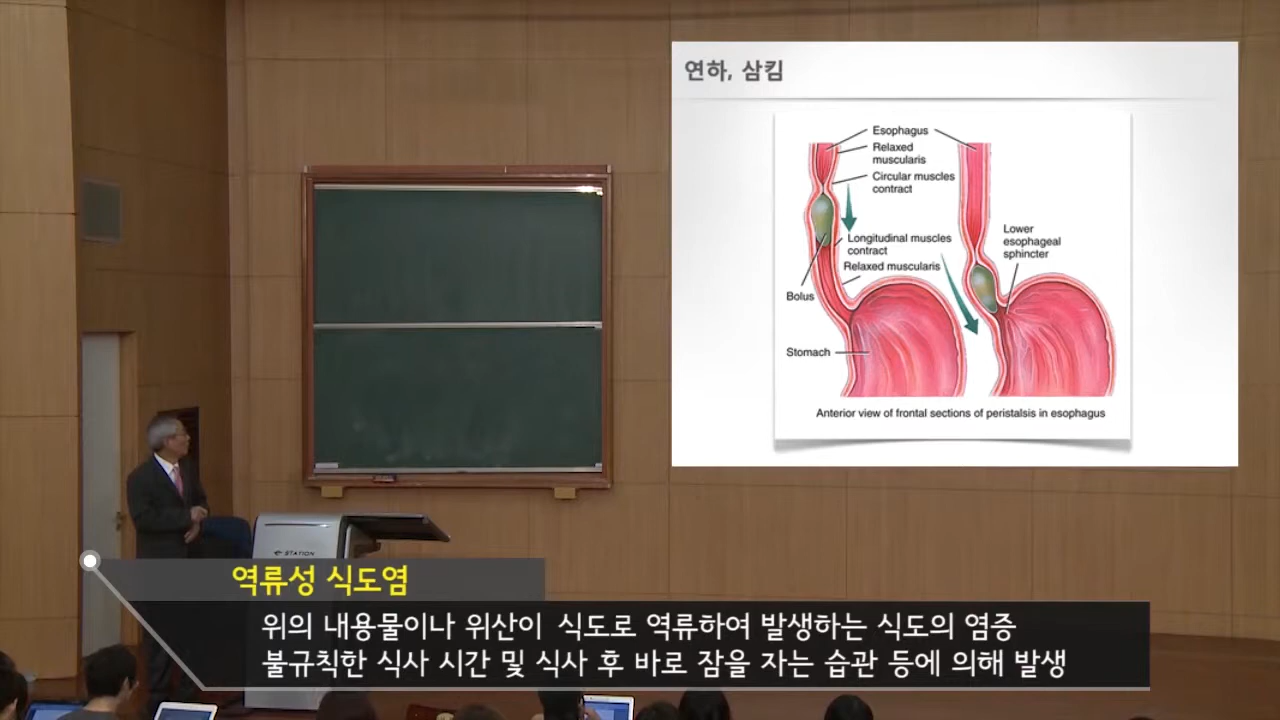 연하, 삼킴
Esophagus
Relaxed
muscularis
Circular muscles
contract
Longitudinal muscles
contract
Relaxed muscularis
Bolus
Stomach
Lower
esophageal
sphincter
Anterior view of frontal sections of peristalsis in esophagus
STATION
역류성 식도염
위의 내용물이나 위산이 식도로 역류하여 발생하는 식도의 염증
불규칙한 식사 시간 및 식사 후 바로 잠을 자는 습관 등에 의해 발생